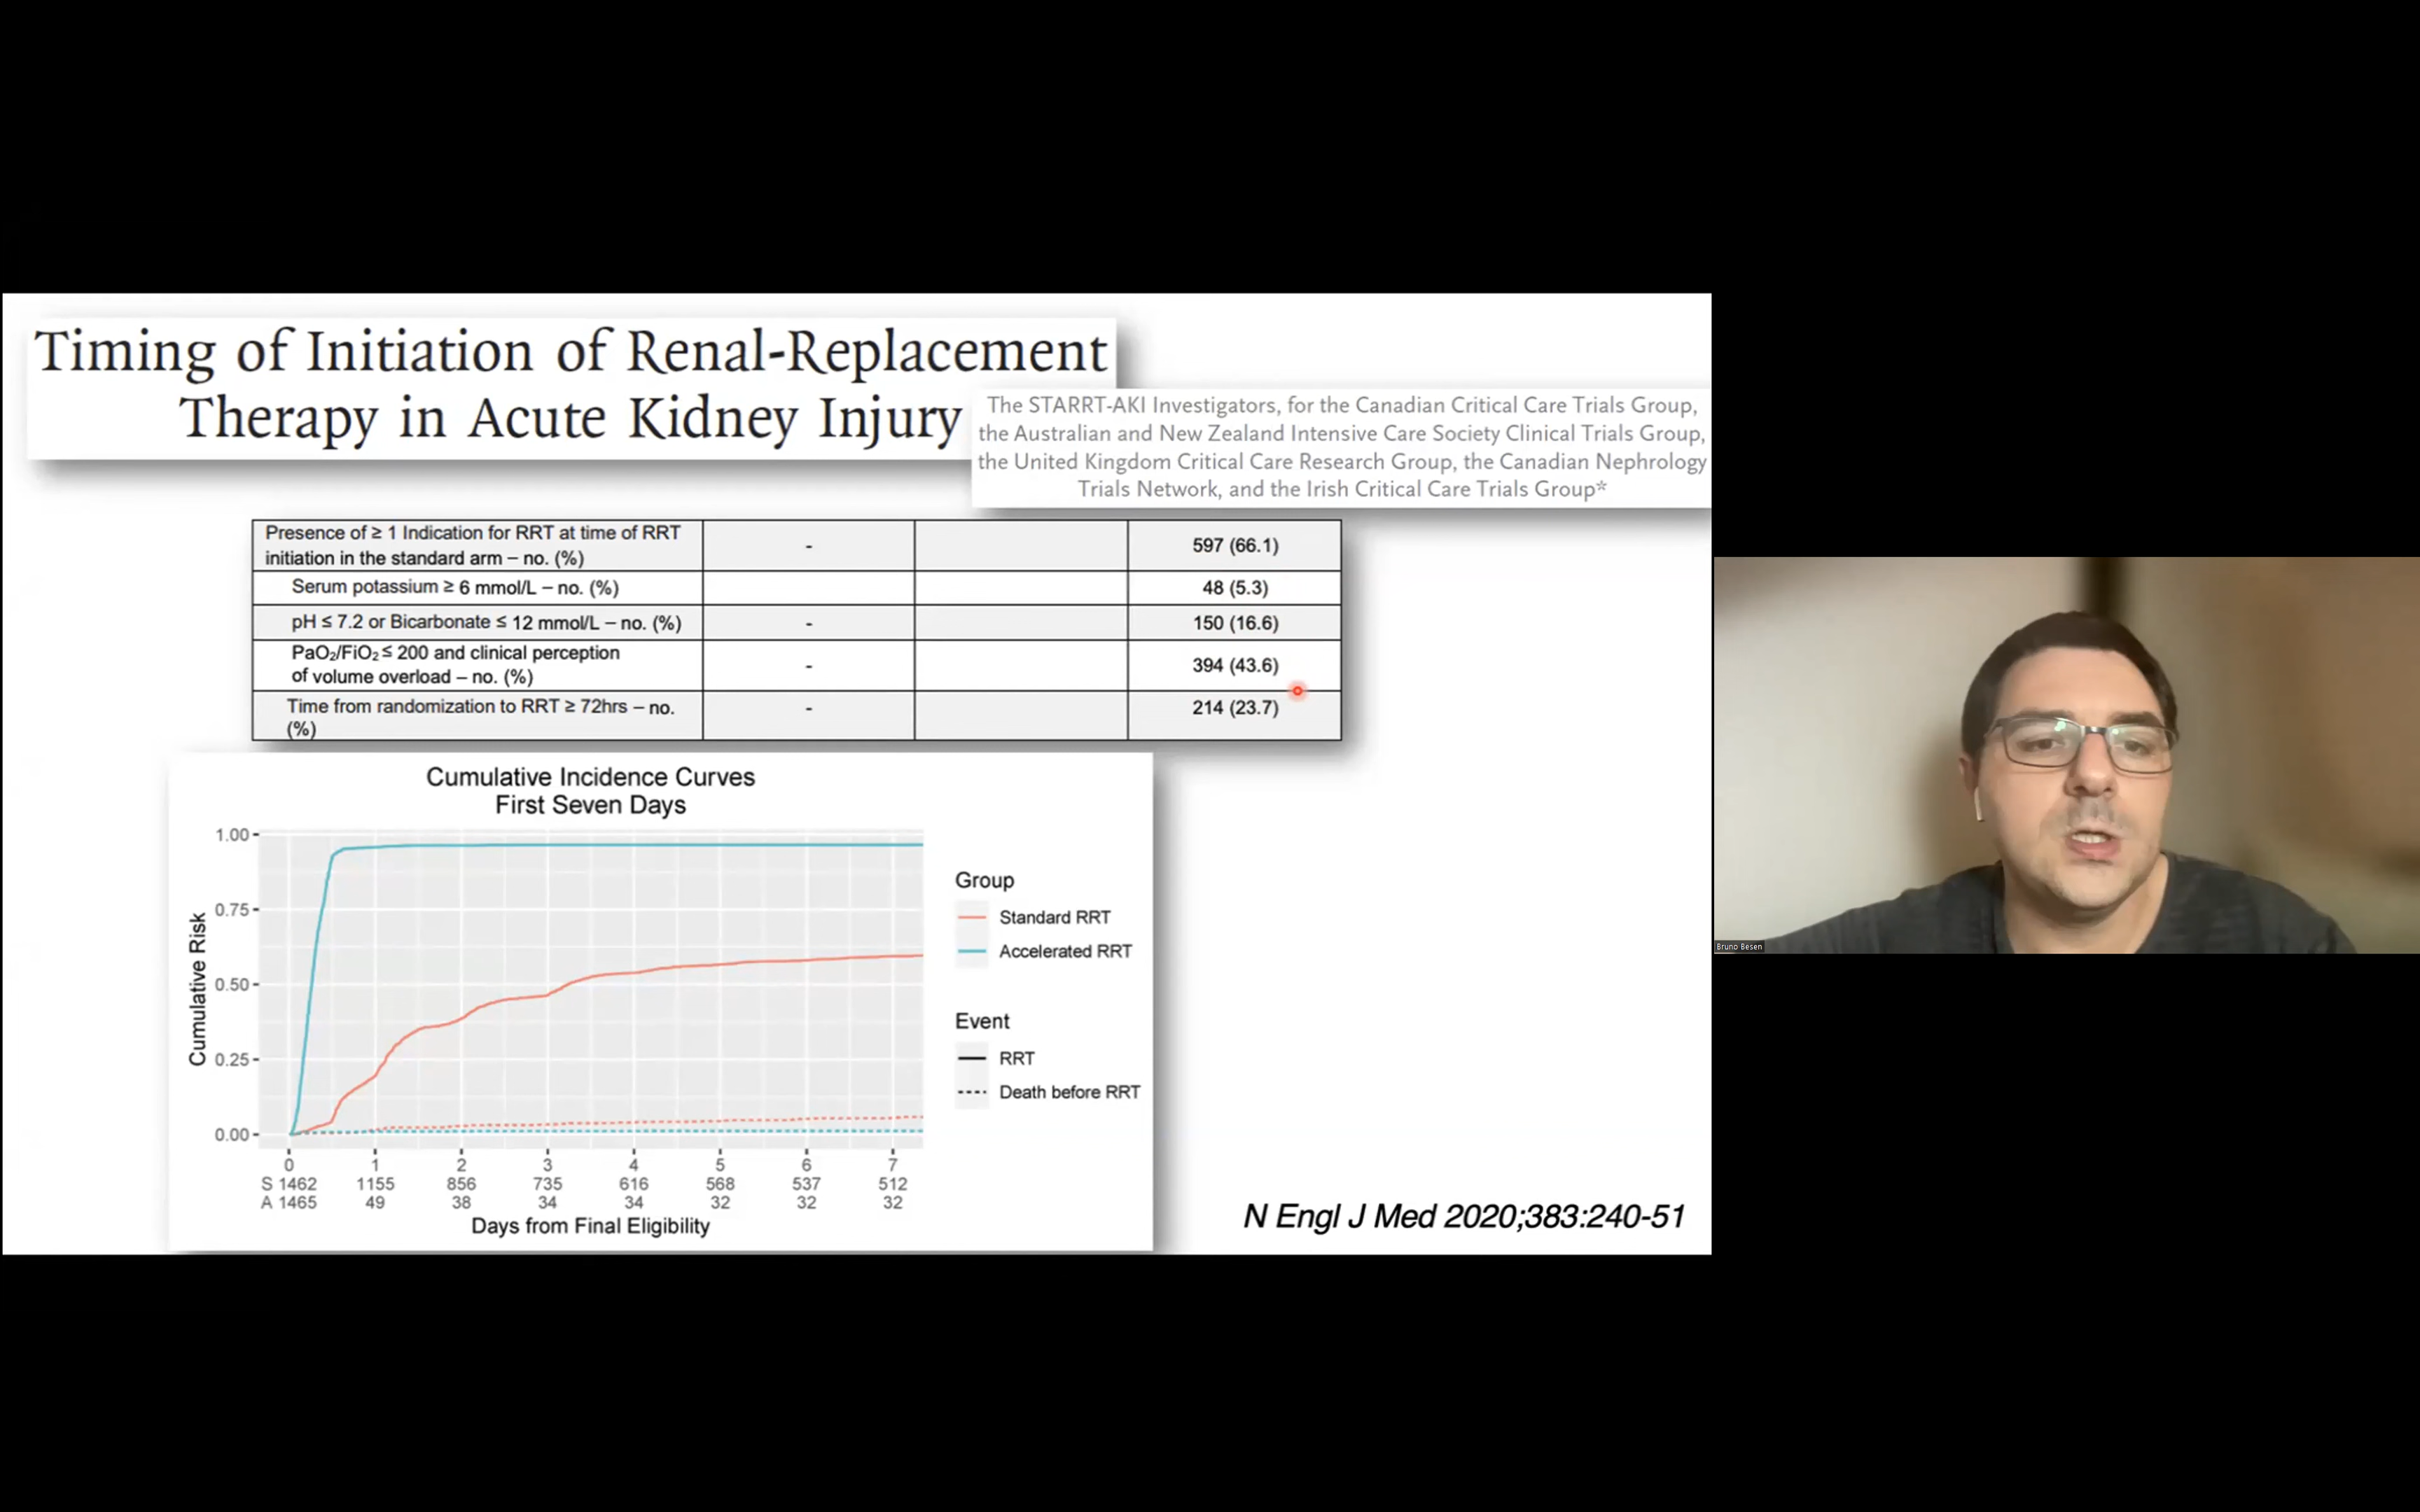 Timing of Initiation of Renal-Replacement
Therapy in Acute Kidney Injury
The STARRT-AKI Investigators, for the Canadian Critical Care Trials Group,
the Australian and New Zealand Intensive Care Society Clinical Trials Group,
the United Kingdom Critical Care Research Group, the Canadian Nephrology
Trials Network, and the Irish Critical Care Trials Group*
Presence of ≥ 1 Indication for RRT at time of RRT
initiation in the standard arm – no. (%)
-
597 (66.1)
Serum potassium ≥ 6 mmol/L – no. (%)
48 (5.3)
pH ≤ 7.2 or Bicarbonate ≤ 12 mmol/L – no. (%)
-
150 (16.6)
PaO₂/FiO₂ ≤ 200 and clinical perception
of volume overload – no. (%)
-
394 (43.6)
Time from randomization to RRT ≥ 72hrs – no.
(%)
-
214 (23.7)
Cumulative Incidence Curves
First Seven Days
Cumulative Risk
1.00
0.75
0.50
0.25
0.00
0 1 2 3 4 5 6 7
S 1462 1155 856 735 616 568 537 512
A 1465 49 38 34 34 32 32 32
Days from Final Eligibility
Group
Standard RRT
Accelerated RRT
Event
RRT
Death before RRT
N Engl J Med 2020;383:240-51
Bruno Besen